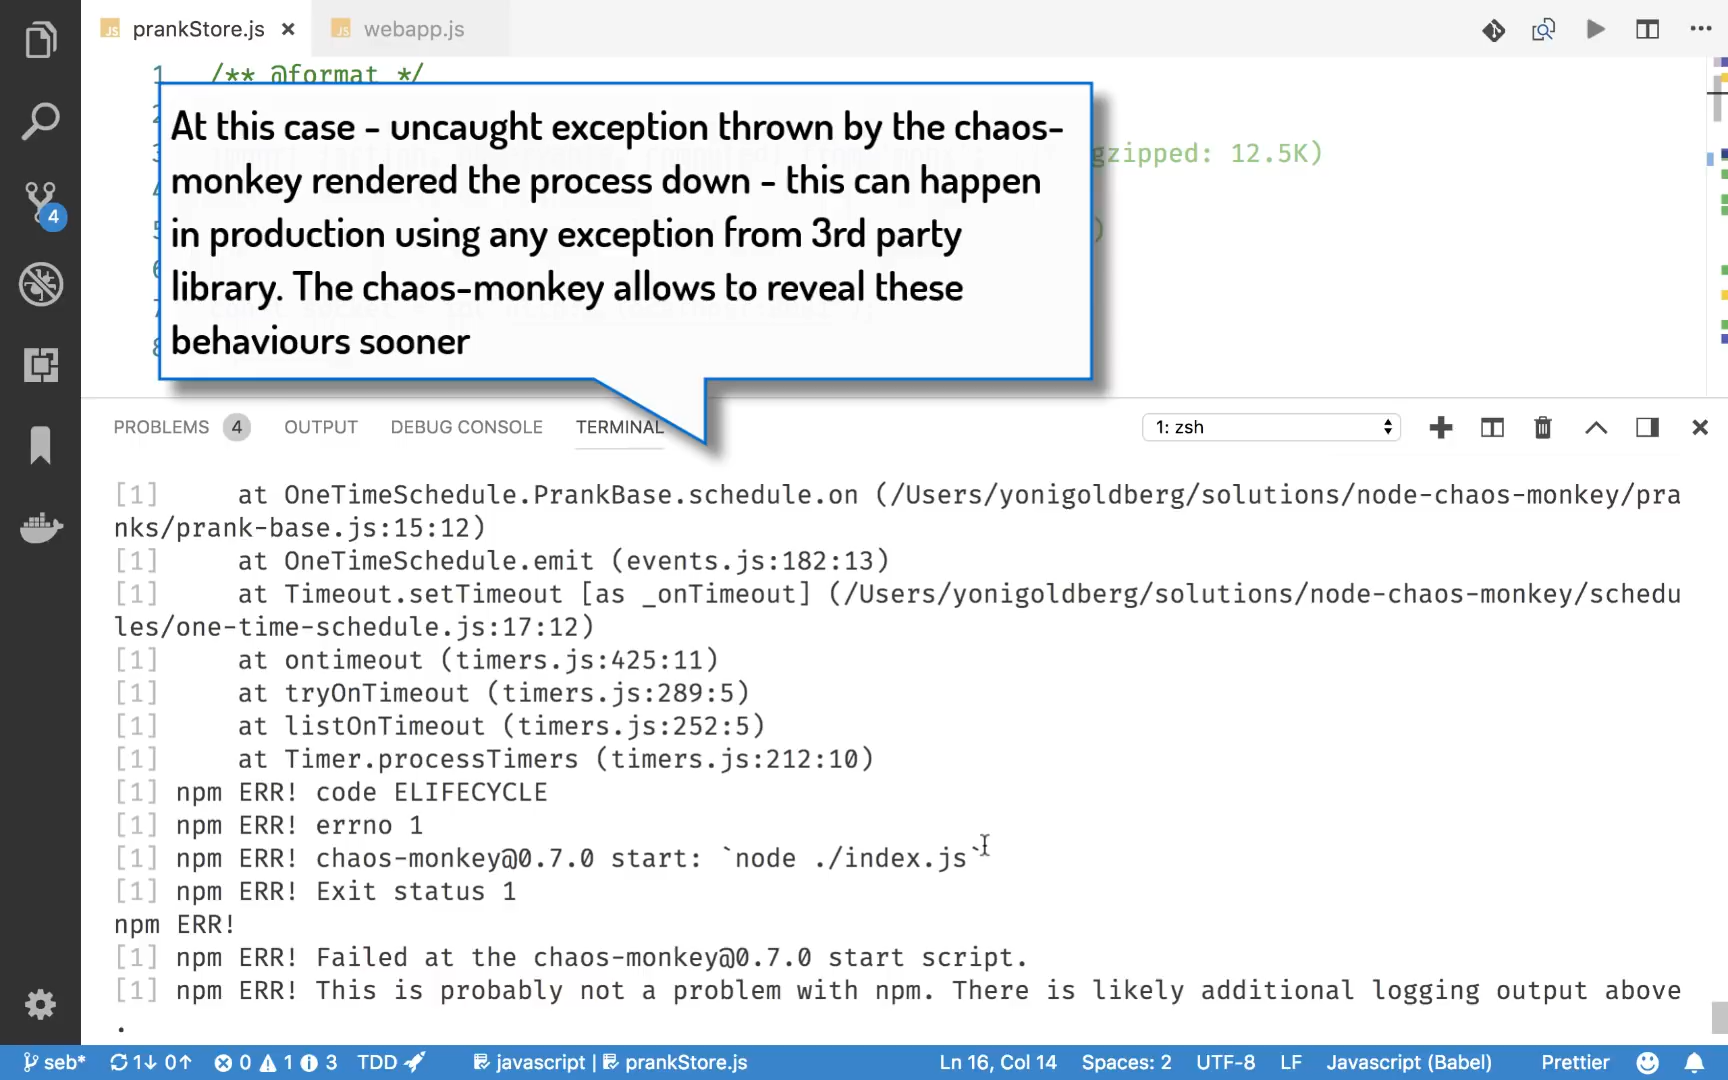 prankStore.js
webapp.js
1 /** @format */
At this case - uncaught exception thrown by the chaos-
monkey rendered the process down - this can happen
in production using any exception from 3rd party
library. The chaos-monkey allows to reveal these
behaviours sooner
gzipped: 12.5K)
4
PROBLEMS 4 OUTPUT DEBUG CONSOLE TERMINAL 1: zsh
[1] at OneTimeSchedule.PrankBase.schedule.on (/Users/yonigoldberg/solutions/node-chaos-monkey/pra
nks/prank-base.js:15:12)
[1] at OneTimeSchedule.emit (events.js:182:13)
[1] at Timeout.setTimeout [as _onTimeout] (/Users/yonigoldberg/solutions/node-chaos-monkey/schedu
les/one-time-schedule.js:17:12)
[1] at ontimeout (timers.js:425:11)
[1] at tryOnTimeout (timers.js:289:5)
[1] at listOnTimeout (timers.js:252:5)
[1] at Timer.processTimers (timers.js:212:10)
[1] npm ERR! code ELIFECYCLE
[1] npm ERR! errno 1
[1] npm ERR! chaos-monkey@0.7.0 start: `node ./index.js`
[1] npm ERR! Exit status 1
npm ERR!
[1] npm ERR! Failed at the chaos-monkey@0.7.0 start script.
[1] npm ERR! This is probably not a problem with npm. There is likely additional logging output above
.
seb* 1↓ 0↑ 0 1 3 TDD javascript | prankStore.js Ln 16, Col 14 Spaces: 2 UTF-8 LF Javascript (Babel) Prettier